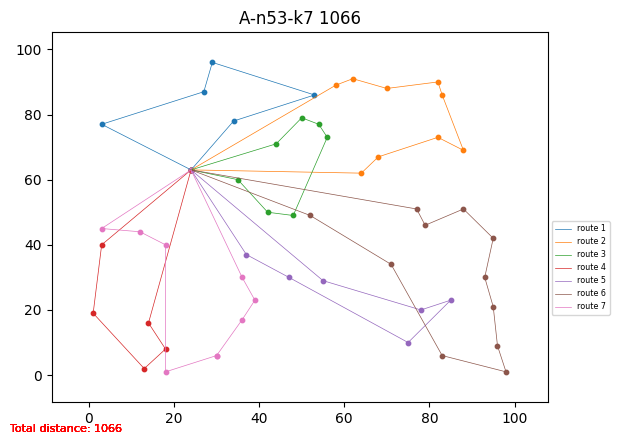 A-n53-k7 1066
100
80
60
40
20
0
0 20 40 60 80 100
route 1
route 2
route 3
route 4
route 5
route 6
route 7
Total distance: 1066